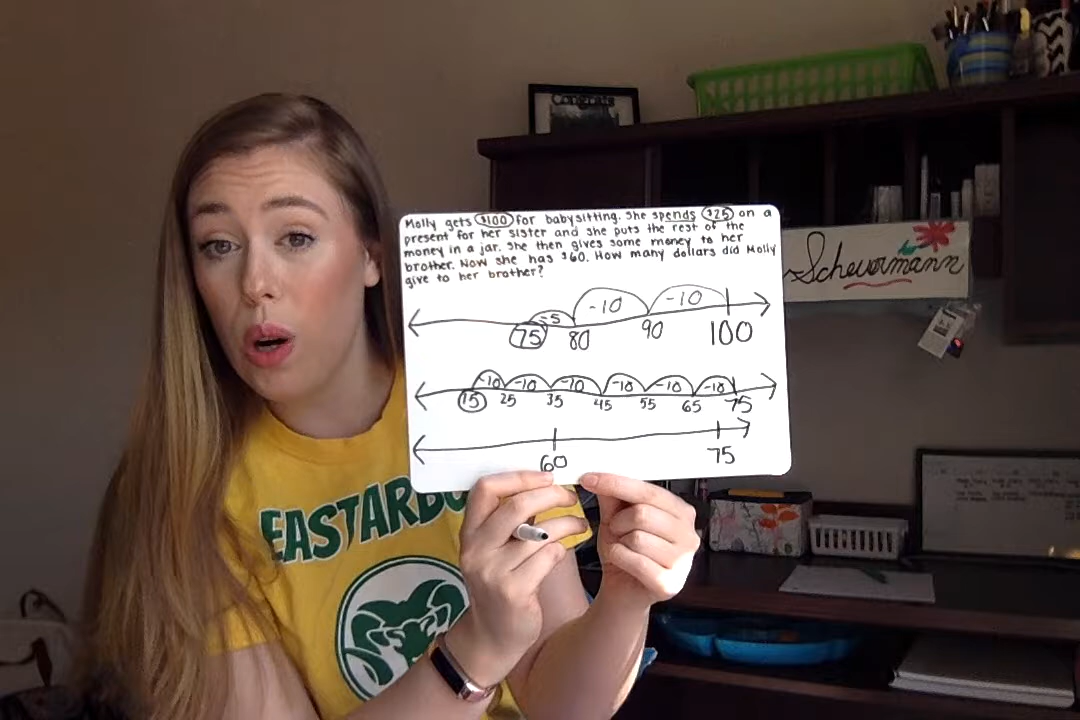 Congrats
Molly gets $100 for babysitting. She spends $25 on a
present for her sister and she puts the rest of the
money in a jar. She then gives some money to her
brother. Now she has $60. How many dollars did Molly
give to her brother?
-5 -10 -10
75 80 90 100
-10 -10 -10 -10 -10 -10
15 25 35 45 55 65 75
60 75
Scheuermann
EASTARBO